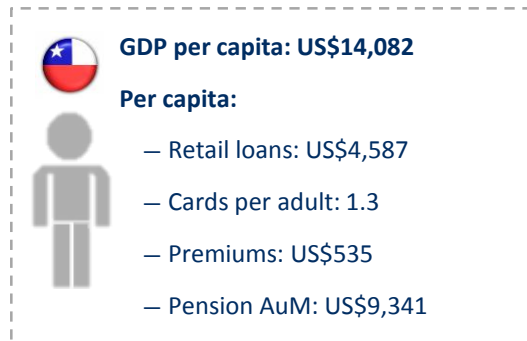 GDP per capita: US$14,082
Per capita:
— Retail loans: US$4,587
— Cards per adult: 1.3
— Premiums: US$535
— Pension AuM: US$9,341